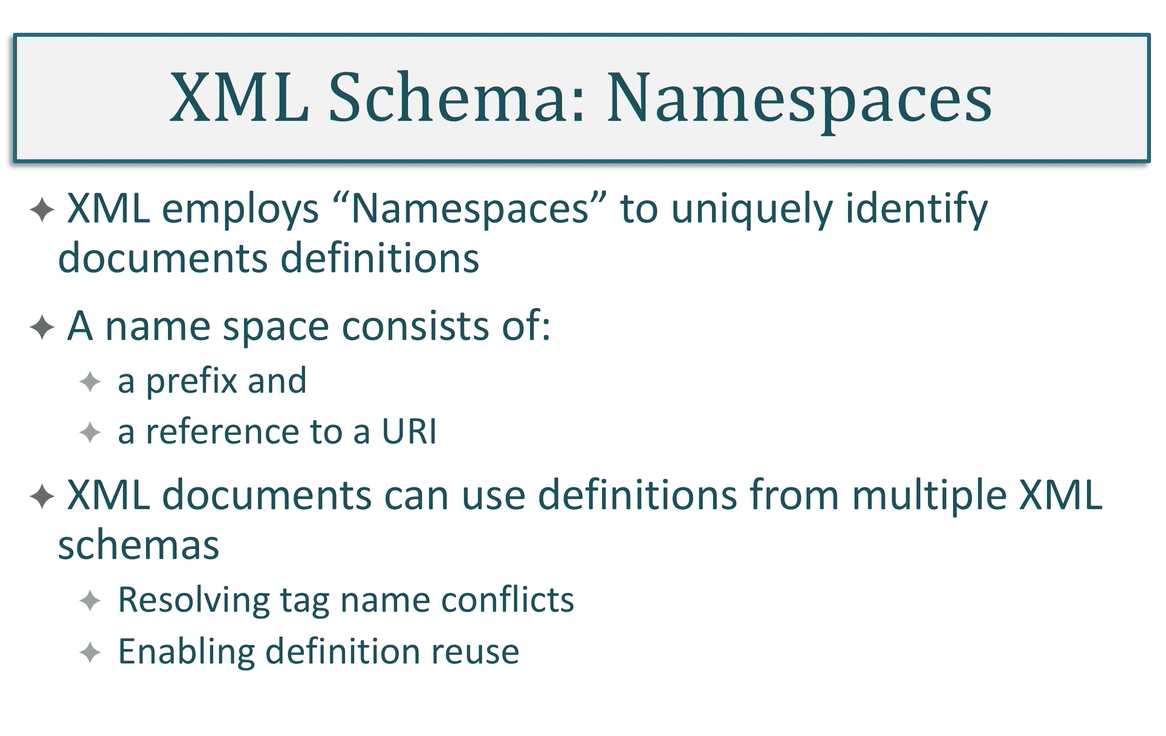 XML Schema: Namespaces
XML employs “Namespaces” to uniquely identify
documents definitions
A name space consists of:
a prefix and
a reference to a URI
XML documents can use definitions from multiple XML
schemas
Resolving tag name conflicts
Enabling definition reuse